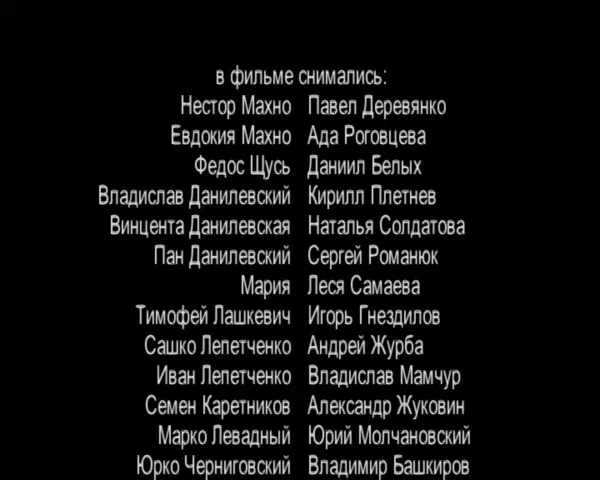 в фильме снимались:
Нестор Махно Павел Деревянко
Евдокия Махно Ада Роговцева
Федос Щусь Даниил Белых
Владислав Данилевский Кирилл Плетнев
Винцента Данилевская Наталья Солдатова
Пан Данилевский Сергей Романюк
Мария Леся Самаева
Тимофей Лашкевич Игорь Гнездилов
Сашко Лепетченко Андрей Журба
Иван Лепетченко Владислав Мамчур
Семен Каретников Александр Жуковин
Марко Левадный Юрий Молчановский
Юрко Черниговский Владимир Башкиров